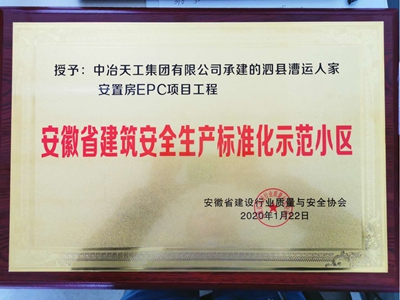 授予：中冶天工集团有限公司承建的泗县漕运人家
安置房EPC项目工程
安徽省建筑安全生产标准化示范小区
安徽省建设行业质量与安全协会
2020年1月22日